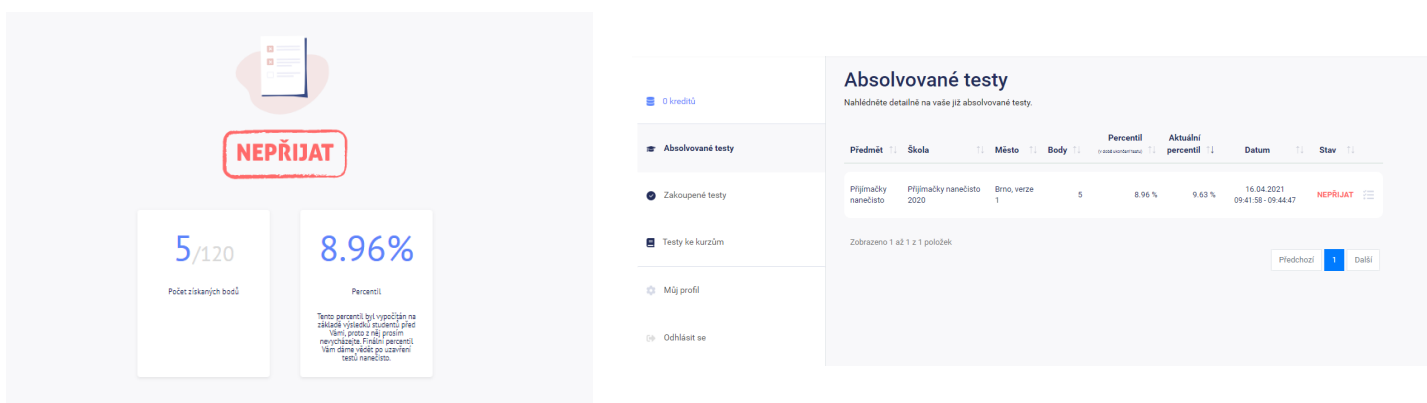 NEPŘIJAT
5/120
Počet získaných bodů
8.96%
Percentil
Tento percentil byl vypočítán na
základě výsledků studentů před
Vámi, proto z něj prosím
nevycházejte. Finální percentil
Vám dáme vědět po uzavření
testů nanečisto.
0 kreditů
Absolvované testy
Zakoupené testy
Testy ke kurzům
Můj profil
Odhlásit se
Absolvované testy
Nahlédněte detailně na vaše již absolvované testy.
Předmět Škola Město Body Percentil (v době ukončení testu) Aktuální percentil Datum Stav
Přijímačky nanečisto Přijímačky nanečisto 2020 Brno, verze 1 5 8.96 % 9.63 % 16.04.2021 09:41:58 - 09:44:47 NEPŘIJAT
Zobrazeno 1 až 1 z 1 položek
Předchozí 1 Další